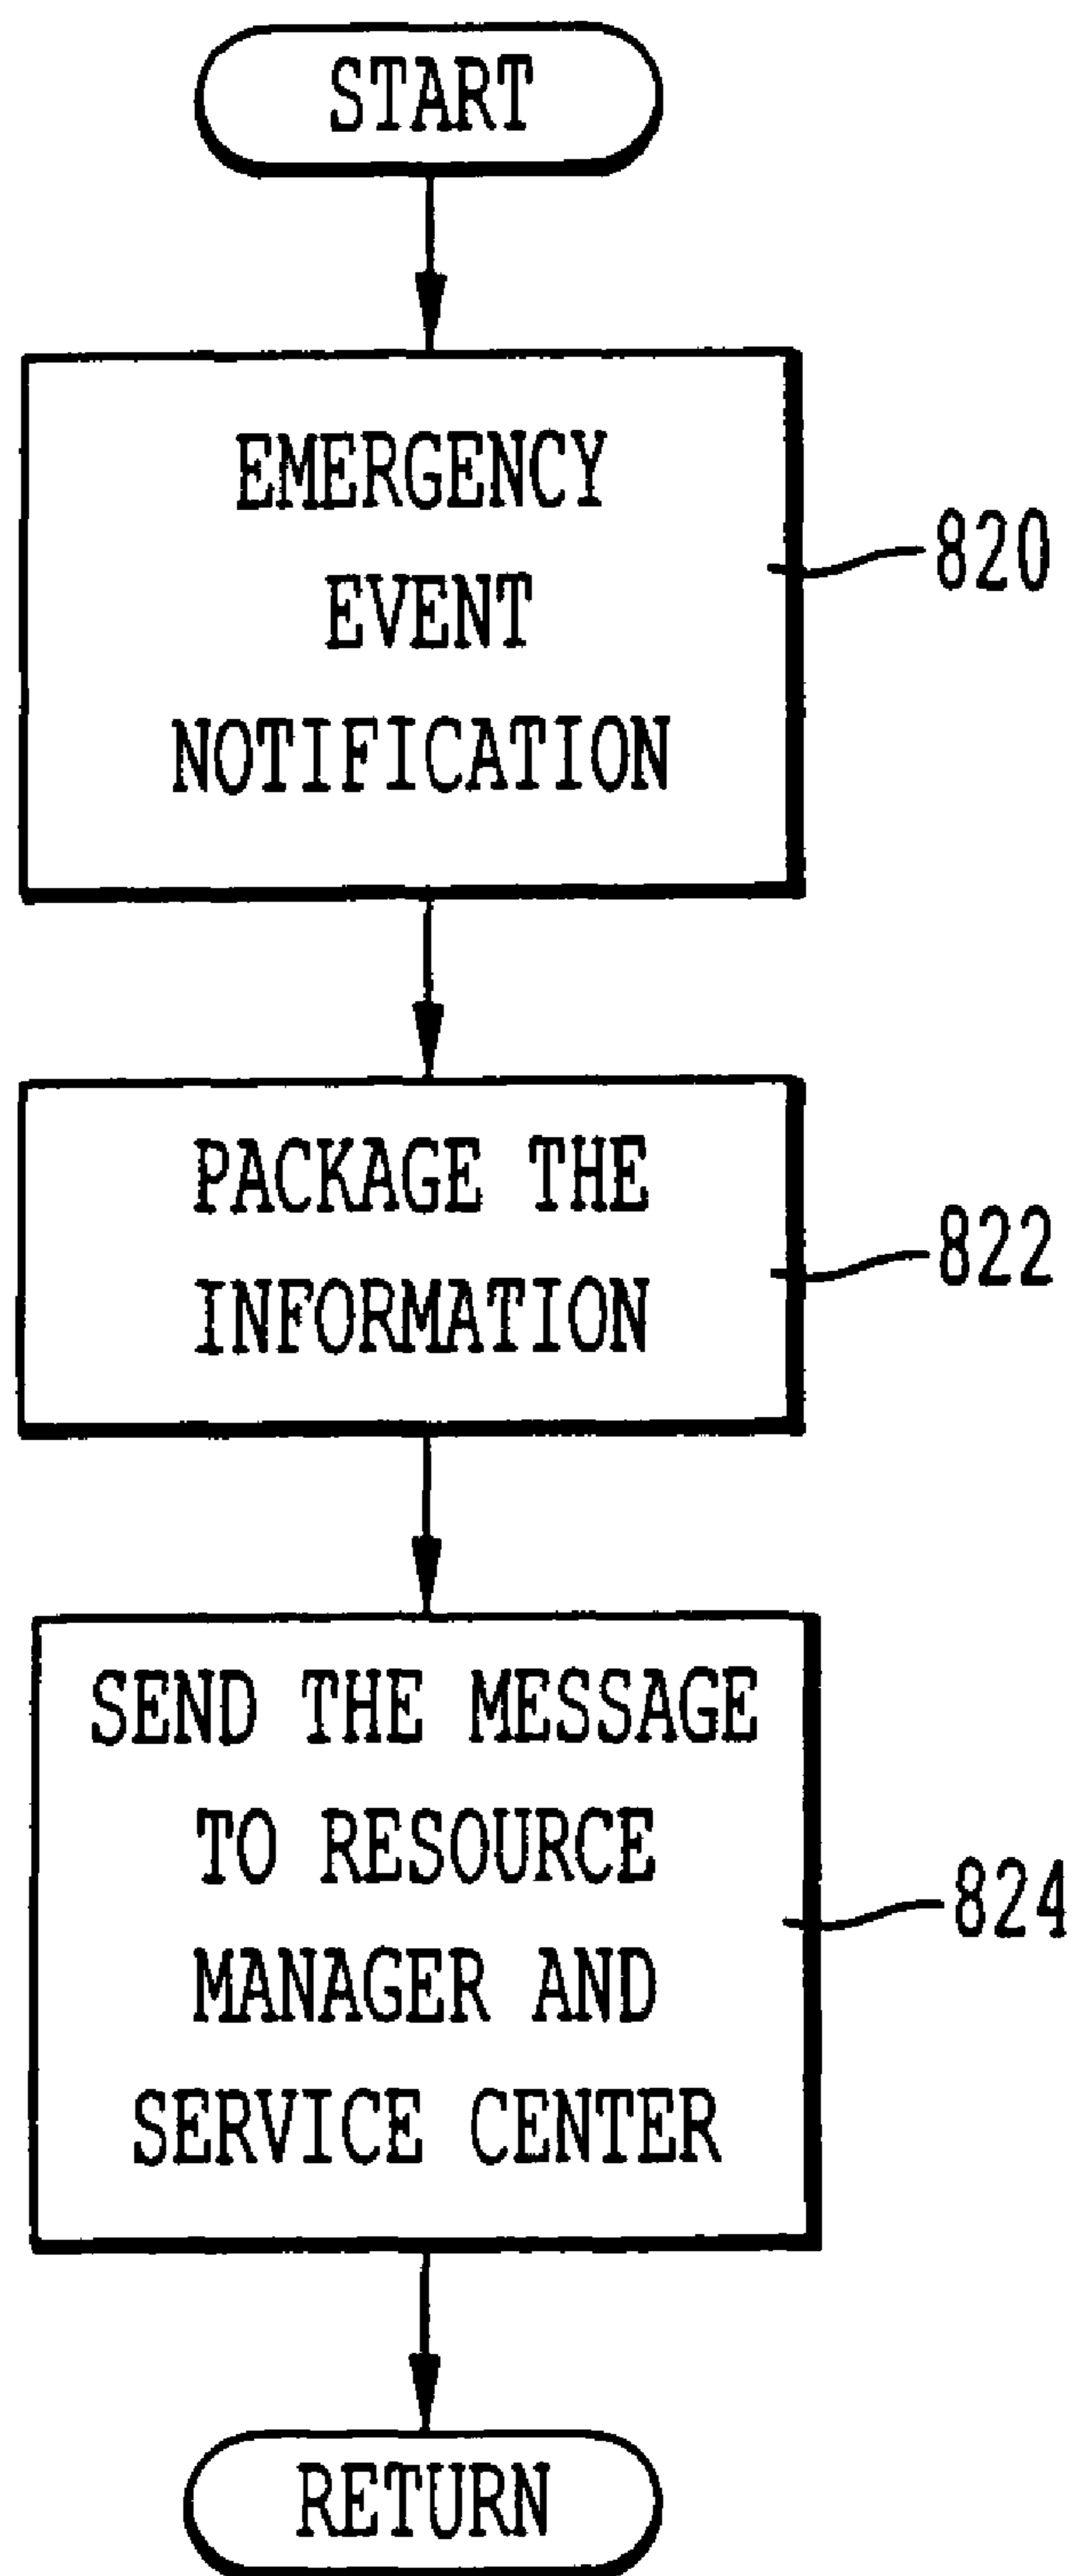 START
EMERGENCY
EVENT
NOTIFICATION
820
PACKAGE THE
INFORMATION
822
SEND THE MESSAGE
TO RESOURCE
MANAGER AND
SERVICE CENTER
824
RETURN